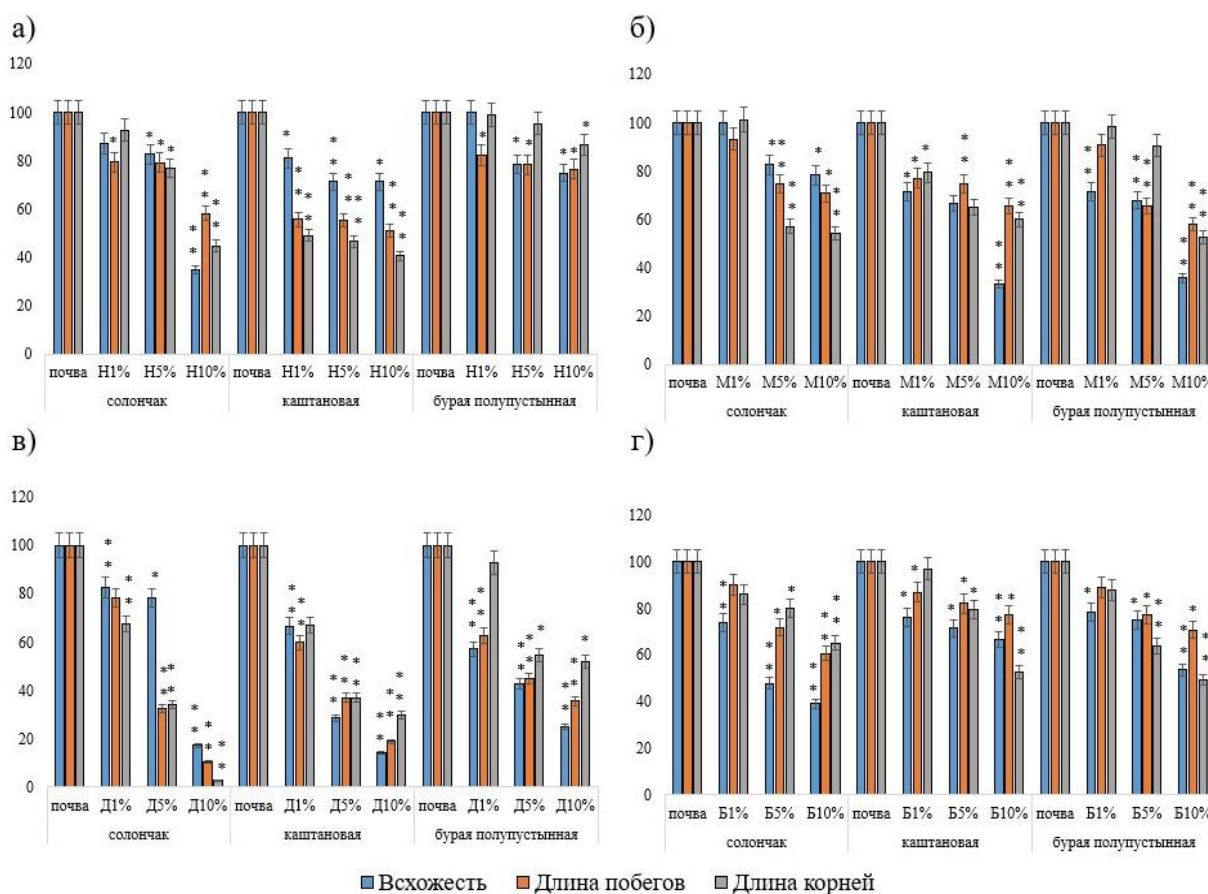 а)
120
100
80
60
40
20
0
почва Н1% Н5% Н10% почва Н1% Н5% Н10% почва Н1% Н5% Н10%
солончак каштановая бурая полупустынная
б)
120
100
80
60
40
20
0
почва М1% М5% М10% почва М1% М5% М10% почва М1% М5% М10%
солончак каштановая бурая полупустынная
в)
120
100
80
60
40
20
0
почва Д1% Д5% Д10% почва Д1% Д5% Д10% почва Д1% Д5% Д10%
солончак каштановая бурая полупустынная
г)
120
100
80
60
40
20
0
почва Б1% Б5% Б10% почва Б1% Б5% Б10% почва Б1% Б5% Б10%
солончак каштановая бурая полупустынная
Всхожесть Длина побегов Длина корней